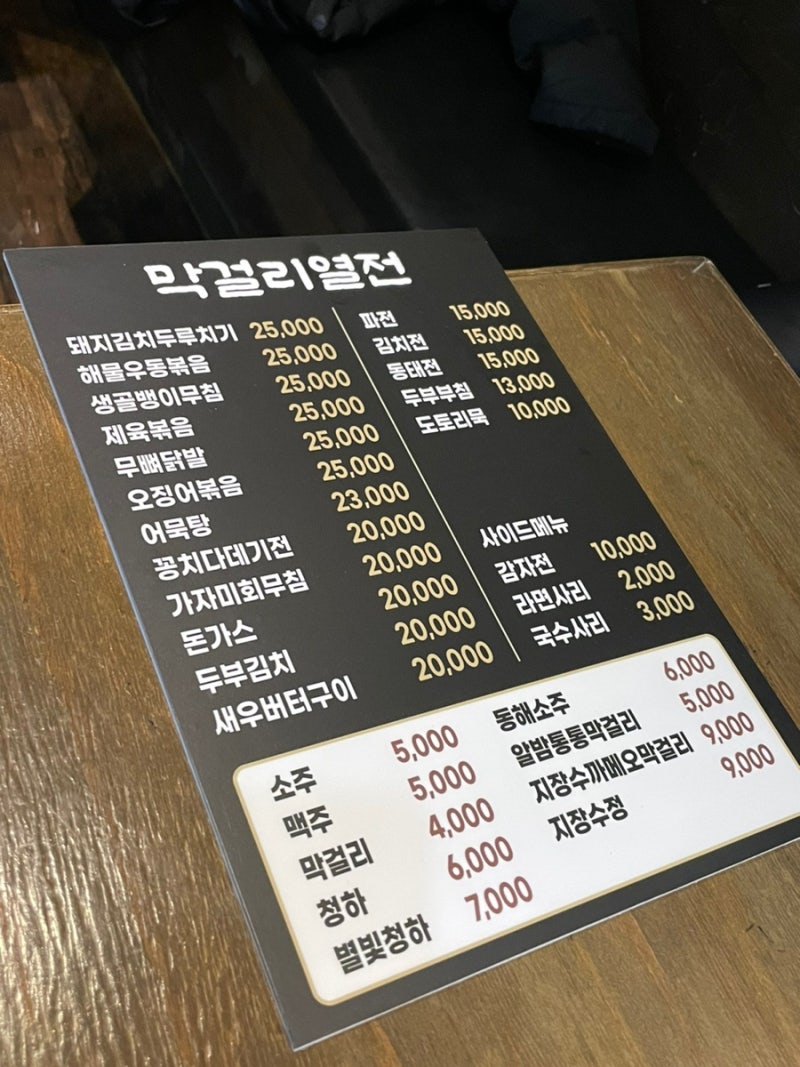 막걸리열전
돼지김치두루치기 25,000
해물우동볶음 25,000
생골뱅이무침 25,000
제육볶음 25,000
무뼈닭발 25,000
오징어볶음 25,000
어묵탕 23,000
꽁치다데기전 20,000
가자미회무침 20,000
돈가스 20,000
두부김치 20,000
새우버터구이 20,000
파전 15,000
김치전 15,000
동태전 15,000
두부부침 13,000
도토리묵 10,000
사이드메뉴
감자전 10,000
라면사리 2,000
국수사리 3,000
소주 5,000
맥주 5,000
막걸리 4,000
청하 6,000
별빛청하 7,000
동해소주 6,000
알밤통통막걸리 5,000
지장수까메오막걸리 9,000
지장수정 9,000